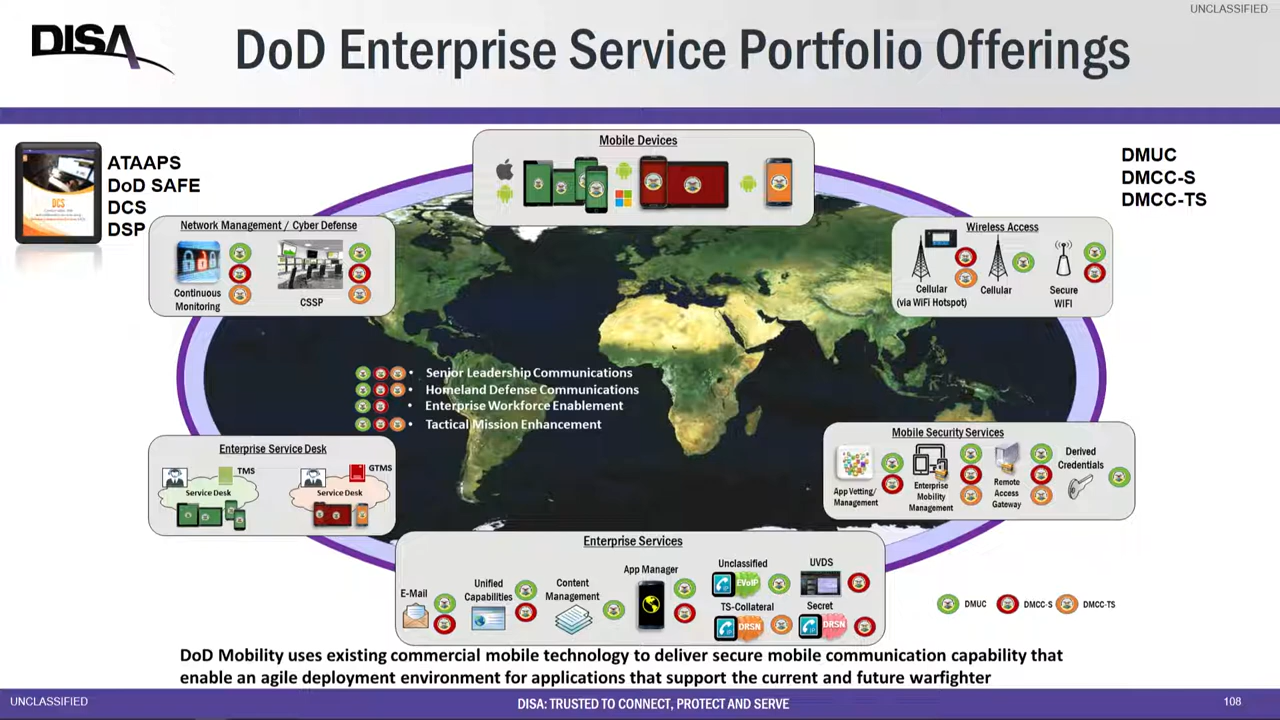 UNCLASSIFIED
DISA
DoD Enterprise Service Portfolio Offerings
ATAAPS
DoD SAFE
DCS
DSP
DCS
Mobile Devices
DMUC
DMCC-S
DMCC-TS
Network Management / Cyber Defense
Continuous
Monitoring
CSSP
Wireless Access
Cellular
(via WiFi Hotspot)
Cellular
Secure
WIFI
• Senior Leadership Communications
• Homeland Defense Communications
• Enterprise Workforce Enablement
• Tactical Mission Enhancement
Enterprise Service Desk
TMS
Service Desk
GTMS
Service Desk
Mobile Security Services
App Vetting/
Management
Enterprise
Mobility
Management
Remote
Access
Gateway
Derived
Credentials
Enterprise Services
E-Mail
Unified
Capabilities
Content
Management
App Manager
Unclassified
EVoIP
UVDS
TS-Collateral
DRSN
Secret
DRSN
DMUC
DMCC-S
DMCC-TS
DoD Mobility uses existing commercial mobile technology to deliver secure mobile communication capability that
enable an agile deployment environment for applications that support the current and future warfighter
UNCLASSIFIED
DISA: TRUSTED TO CONNECT, PROTECT AND SERVE
108